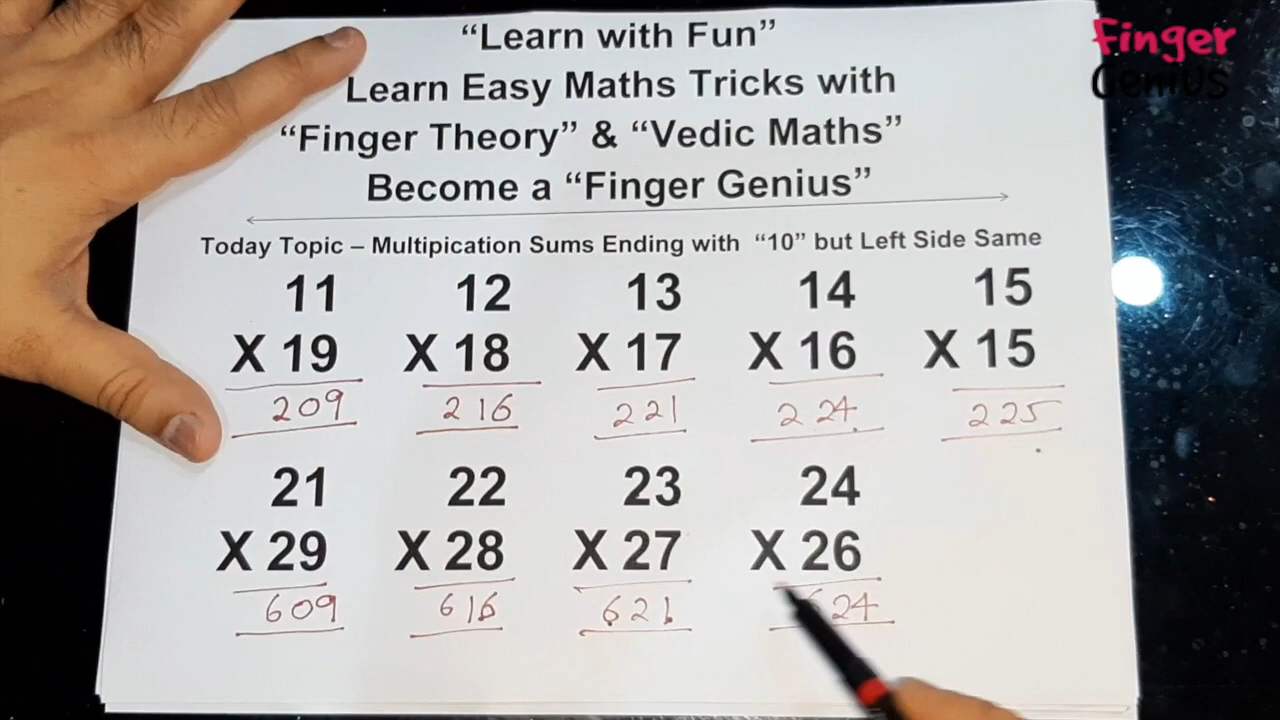 Finger
GeniUs
“Learn with Fun”
Learn Easy Maths Tricks with
“Finger Theory” & “Vedic Maths”
Become a “Finger Genius”
Today Topic – Multipication Sums Ending with “10” but Left Side Same
11 12 13 14 15
X 19 X 18 X 17 X 16 X 15
209 216 221 224 225
21 22 23 24
X 29 X 28 X 27 X 26
609 616 621 24